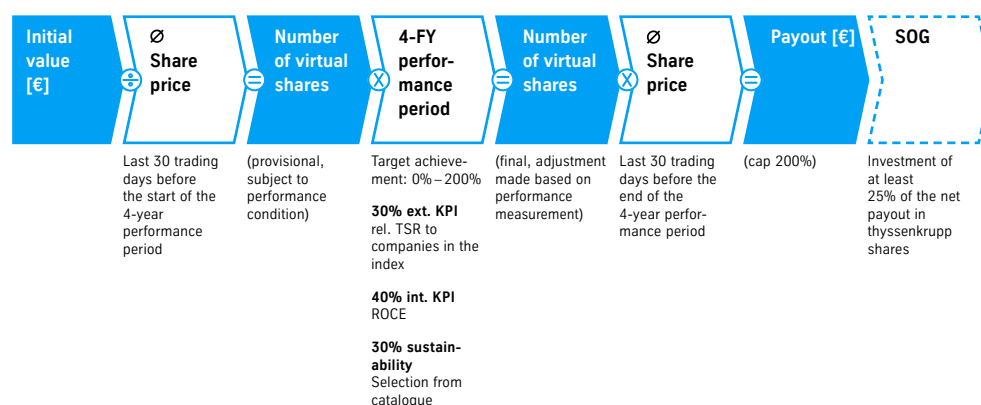 Initial
value
[€]
÷
Ø
Share
price
=
Number
of virtual
shares
×
4-FY
perfor-
mance
period
=
Number
of virtual
shares
×
Ø
Share
price
=
Payout [€]
SOG
Last 30 trading
days before
the start of the
4-year
performance
period
(provisional,
subject to
performance
condition)
Target achieve-
ment: 0%–200%
30% ext. KPI
rel. TSR to
companies in the
index
40% int. KPI
ROCE
30% sustain-
ability
Selection from
catalogue
(final, adjustment
made based on
performance
measurement)
Last 30 trading
days before the
end of the
4-year perfor-
mance period
(cap 200%)
Investment of
at least
25% of the net
payout in
thyssenkrupp
shares